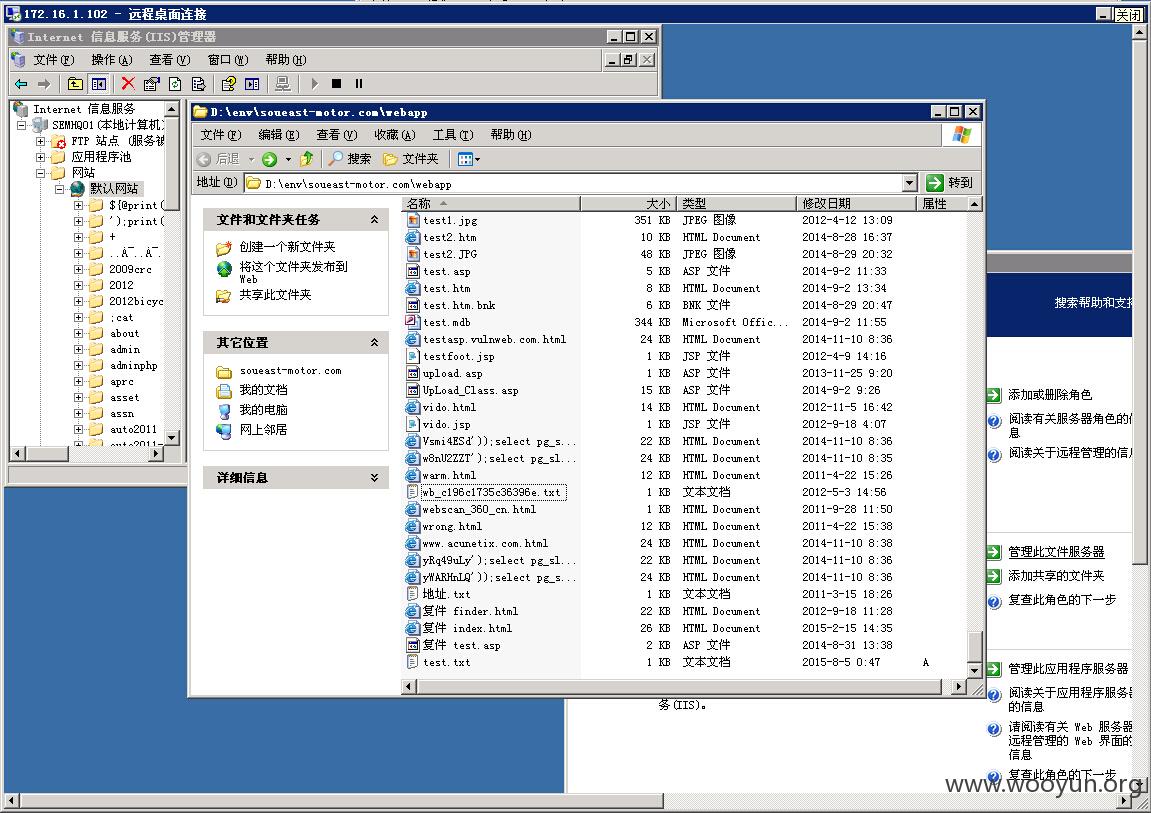 172.16.1.102 - 远程桌面连接
关闭
Internet 信息服务(IIS)管理器
文件(F) 操作(A) 查看(V) 窗口(W) 帮助(H)
Internet 信息服务
SEMHQ01(本地计算机)
FTP 站点 (服务被
应用程序池
网站
默认网站
${@print(
');print(
+
2009crc
2012
2012bicyc
;cat
about
admin
adminphp
aprc
asset
assn
auto2011
D:\env\soueast-motor.com\webapp
文件(F) 编辑(E) 查看(V) 收藏(A) 工具(T) 帮助(H)
后退 搜索 文件夹
地址(D) D:\env\soueast-motor.com\webapp 转到
文件和文件夹任务
创建一个新文件夹
将这个文件夹发布到
Web
共享此文件夹
其它位置
soueast-motor.com
我的文档
我的电脑
网上邻居
详细信息
名称 大小 类型 修改日期 属性
test1.jpg 351 KB JPEG 图像 2012-4-12 13:09
test2.htm 10 KB HTML Document 2014-8-28 16:37
test2.JPG 48 KB JPEG 图像 2014-8-29 20:32
test.asp 5 KB ASP 文件 2014-9-2 11:33
test.htm 8 KB HTML Document 2014-9-2 13:34
test.htm.bnk 6 KB BNK 文件 2014-8-29 20:47
test.mdb 344 KB Microsoft Offic... 2014-9-2 11:55
testasp.vulnweb.com.html 24 KB HTML Document 2014-11-10 8:36
testfoot.jsp 1 KB JSP 文件 2012-4-9 14:16
upload.asp 1 KB ASP 文件 2013-11-25 9:20
UpLoad_Class.asp 15 KB ASP 文件 2014-9-2 9:26
vido.html 14 KB HTML Document 2012-11-5 16:42
vido.jsp 1 KB JSP 文件 2012-9-18 4:07
Vsmi4ESd'));select pg_s... 22 KB HTML Document 2014-11-10 8:36
w8nU2ZZT');select pg_sl... 22 KB HTML Document 2014-11-10 8:35
warm.html 12 KB HTML Document 2011-4-22 15:26
wb_c196c1735c36396e.txt 1 KB 文本文档 2012-5-3 14:56
webscan_360_cn.html 1 KB HTML Document 2011-9-28 11:50
wrong.html 12 KB HTML Document 2011-4-22 15:38
www.acunetix.com.html 24 KB HTML Document 2014-11-10 8:38
yRq49uLy');select pg_sl... 22 KB HTML Document 2014-11-10 8:36
yWARHnLQ'));select pg_s... 24 KB HTML Document 2014-11-10 8:36
地址.txt 1 KB 文本文档 2011-3-15 18:26
复件 finder.html 22 KB HTML Document 2012-9-18 11:28
复件 index.html 26 KB HTML Document 2015-2-15 14:35
复件 test.asp 2 KB ASP 文件 2014-8-31 13:38
test.txt 1 KB 文本文档 2015-8-5 0:47 A
搜索帮助和支持
添加或删除角色
阅读有关服务器角色的信
息
阅读关于远程管理的信息
管理此文件服务器
添加共享的文件夹
复查此角色的下一步
管理此应用程序服务器
阅读关于应用程序服务器
的信息
请阅读有关 Web 服务器
远程管理的 Web 界面的
信息
复查此角色的下一步
务(IIS)。
www.wooyun.org